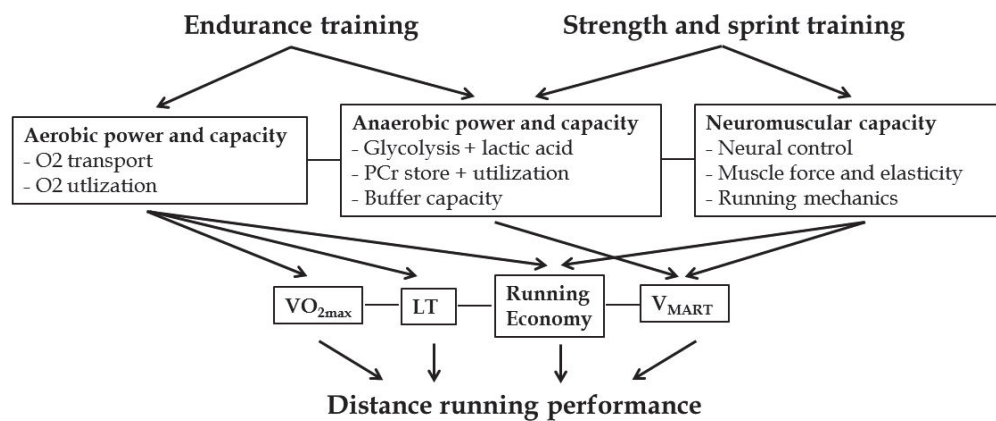 Endurance training
Strength and sprint training
Aerobic power and capacity
- O2 transport
- O2 utlization
Anaerobic power and capacity
- Glycolysis + lactic acid
- PCr store + utilization
- Buffer capacity
Neuromuscular capacity
- Neural control
- Muscle force and elasticity
- Running mechanics
VO2max
LT
Running
Economy
VMART
Distance running performance